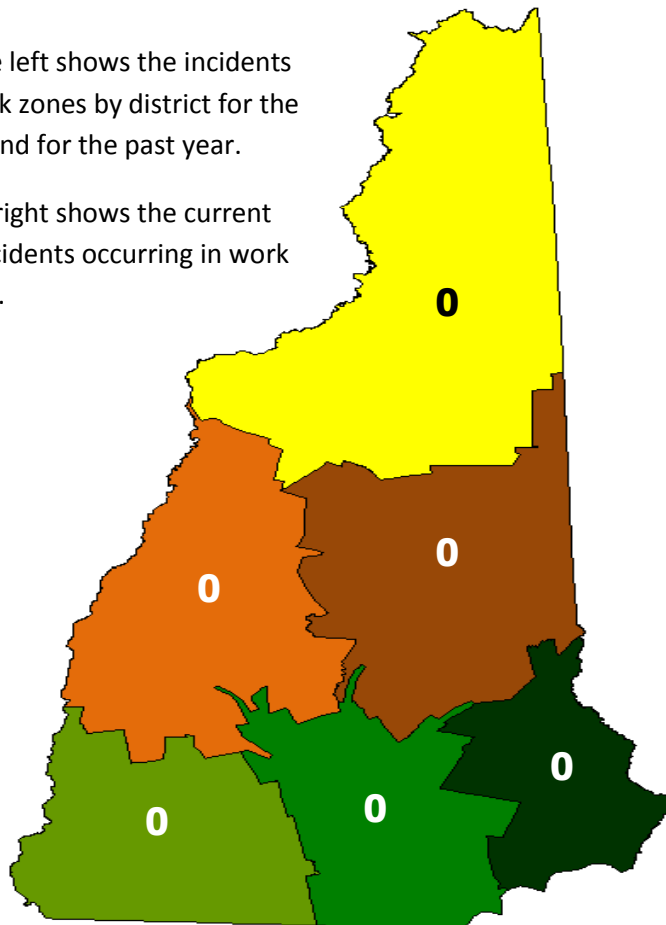 left shows the incidents
zones by district for the
nd for the past year.
right shows the current
cidents occurring in work
.
0
0
0
0
0
0